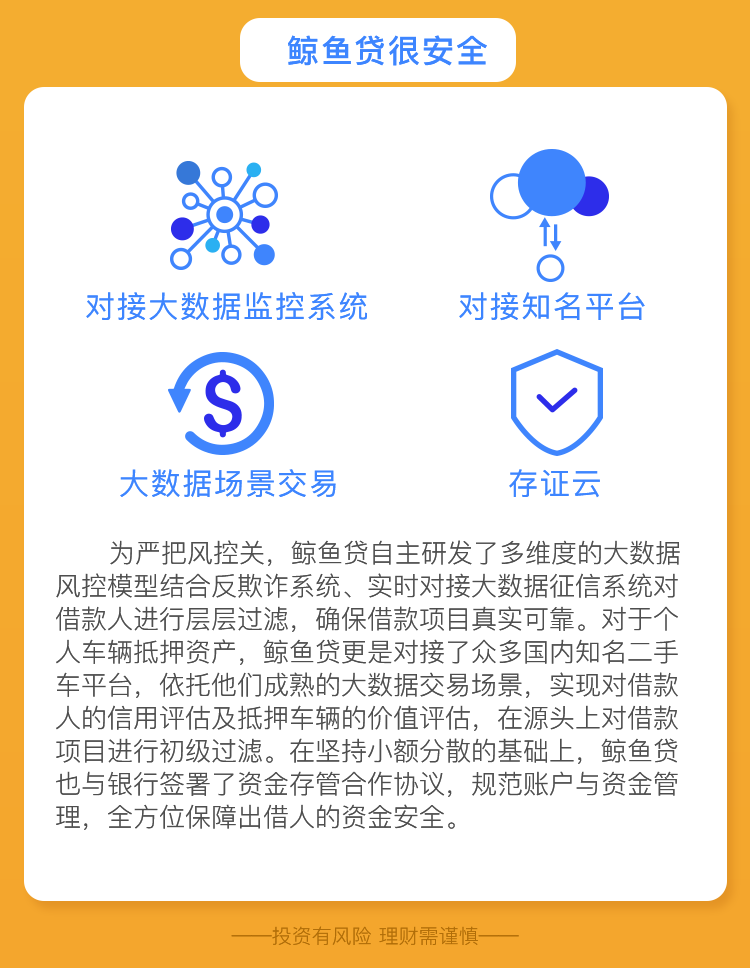 鲸鱼贷很安全
对接大数据监控系统
对接知名平台
大数据场景交易
存证云
为严把风控关，鲸鱼贷自主研发了多维度的大数据
风控模型结合反欺诈系统、实时对接大数据征信系统对
借款人进行层层过滤，确保借款项目真实可靠。对于个
人车辆抵押资产，鲸鱼贷更是对接了众多国内知名二手
车平台，依托他们成熟的大数据交易场景，实现对借款
人的信用评估及抵押车辆的价值评估，在源头上对借款
项目进行初级过滤。在坚持小额分散的基础上，鲸鱼贷
也与银行签署了资金存管合作协议，规范账户与资金管
理，全方位保障出借人的资金安全。
——投资有风险 理财需谨慎——